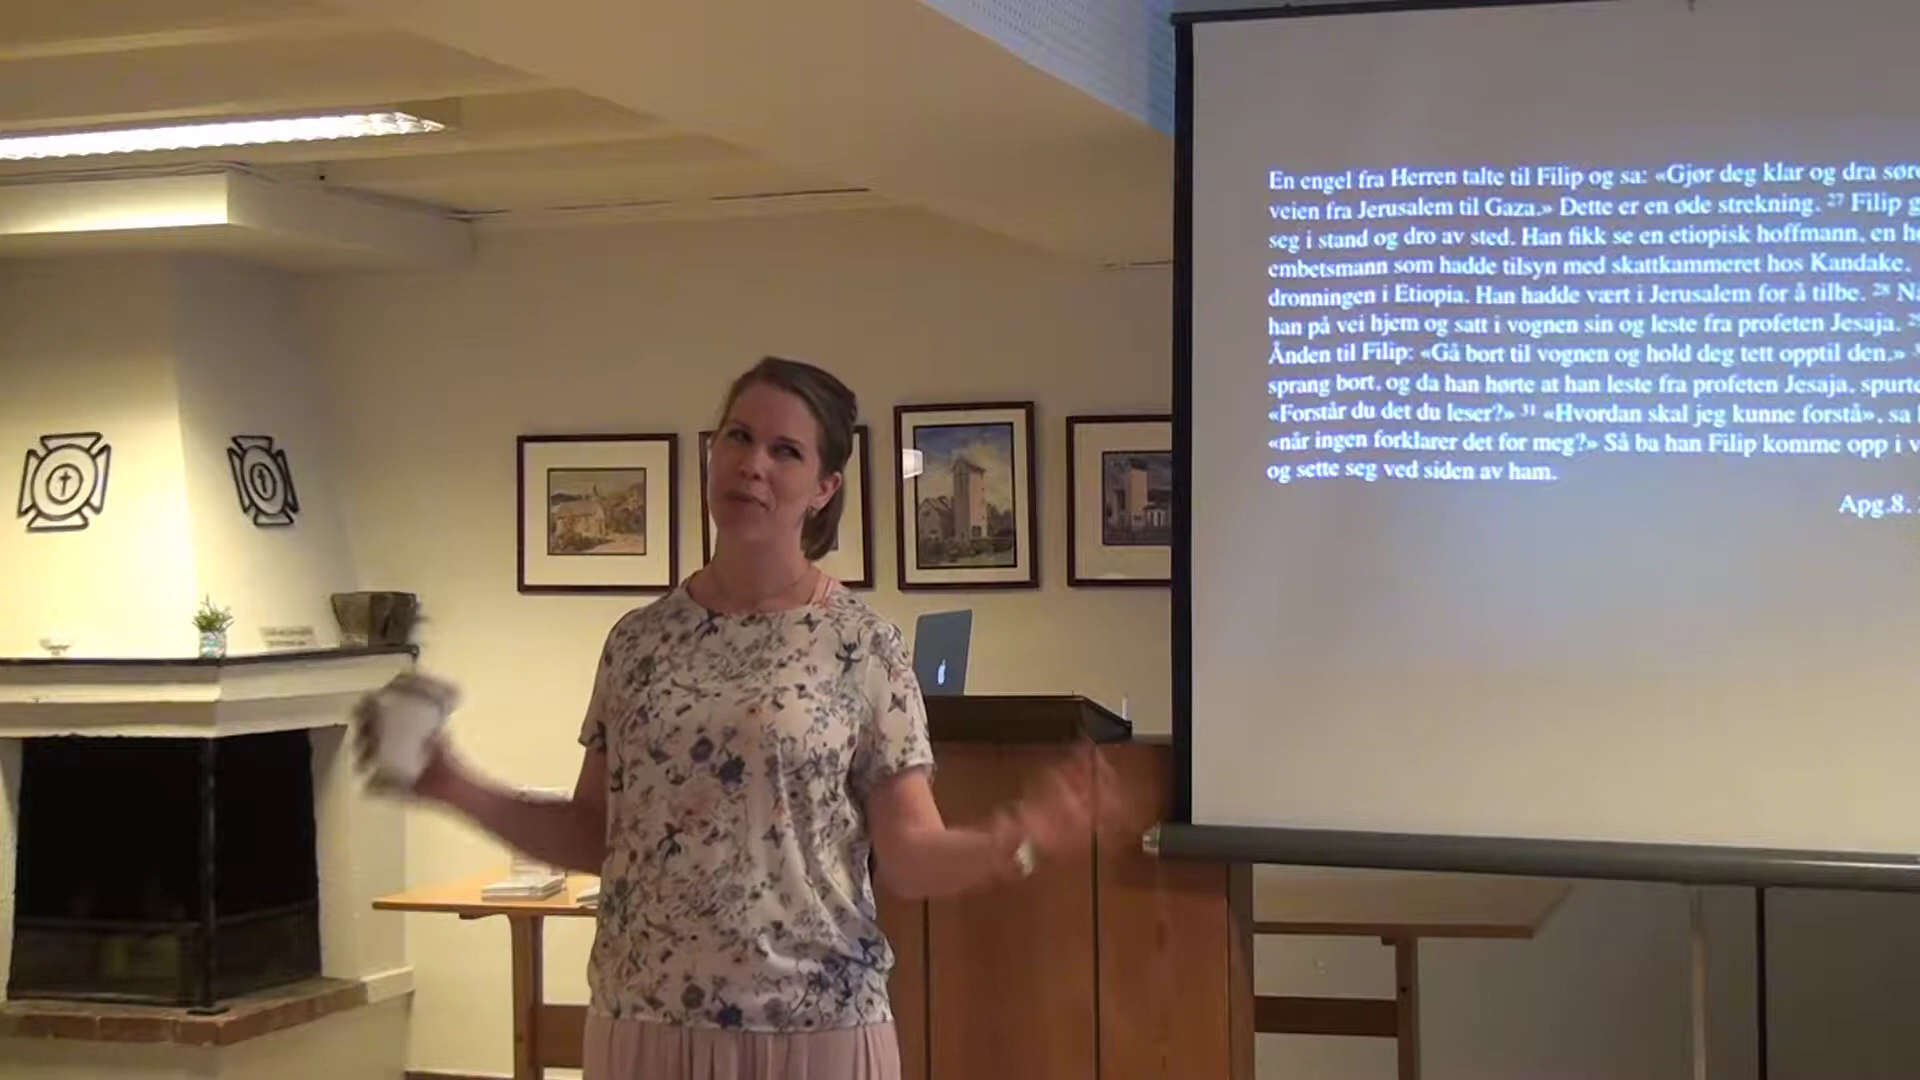 En engel fra Herren talte til Filip og sa: «Gjør deg klar og dra
veien fra Jerusalem til Gaza.» Dette er en øde strekning. 27 Filip
seg i stand og dro av sted. Han fikk se en etiopisk hoffmann, en
embetsmann som hadde tilsyn med skattkammeret hos Kandake,
dronningen i Etiopia. Han hadde vært i Jerusalem for å tilbe. 28
han på vei hjem og satt i vognen sin og leste fra profeten Jesaja.
Ånden til Filip: «Gå bort til vognen og hold deg tett opptil den.»
sprang bort, og da han hørte at han leste fra profeten Jesaja, spurte
«Forstår du det du leser?» 31 «Hvordan skal jeg kunne forstå», sa
«når ingen forklarer det for meg?» Så ba han Filip komme opp i
og sette seg ved siden av ham.
Apg.8.